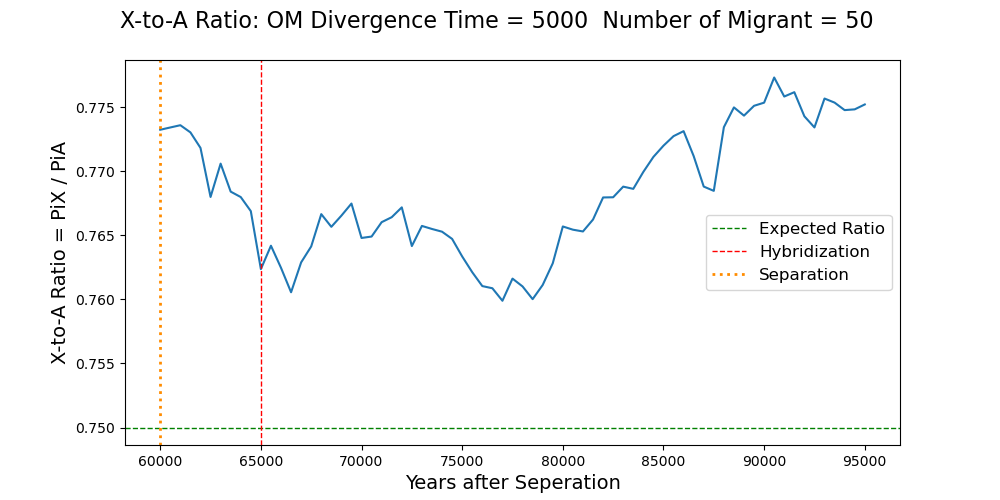 X-to-A Ratio: OM Divergence Time = 5000  Number of Migrant = 50
X-to-A Ratio = PiX / PiA
0.775
0.770
0.765
0.760
0.755
0.750
Expected Ratio
Hybridization
Separation
60000 65000 70000 75000 80000 85000 90000 95000
Years after Seperation